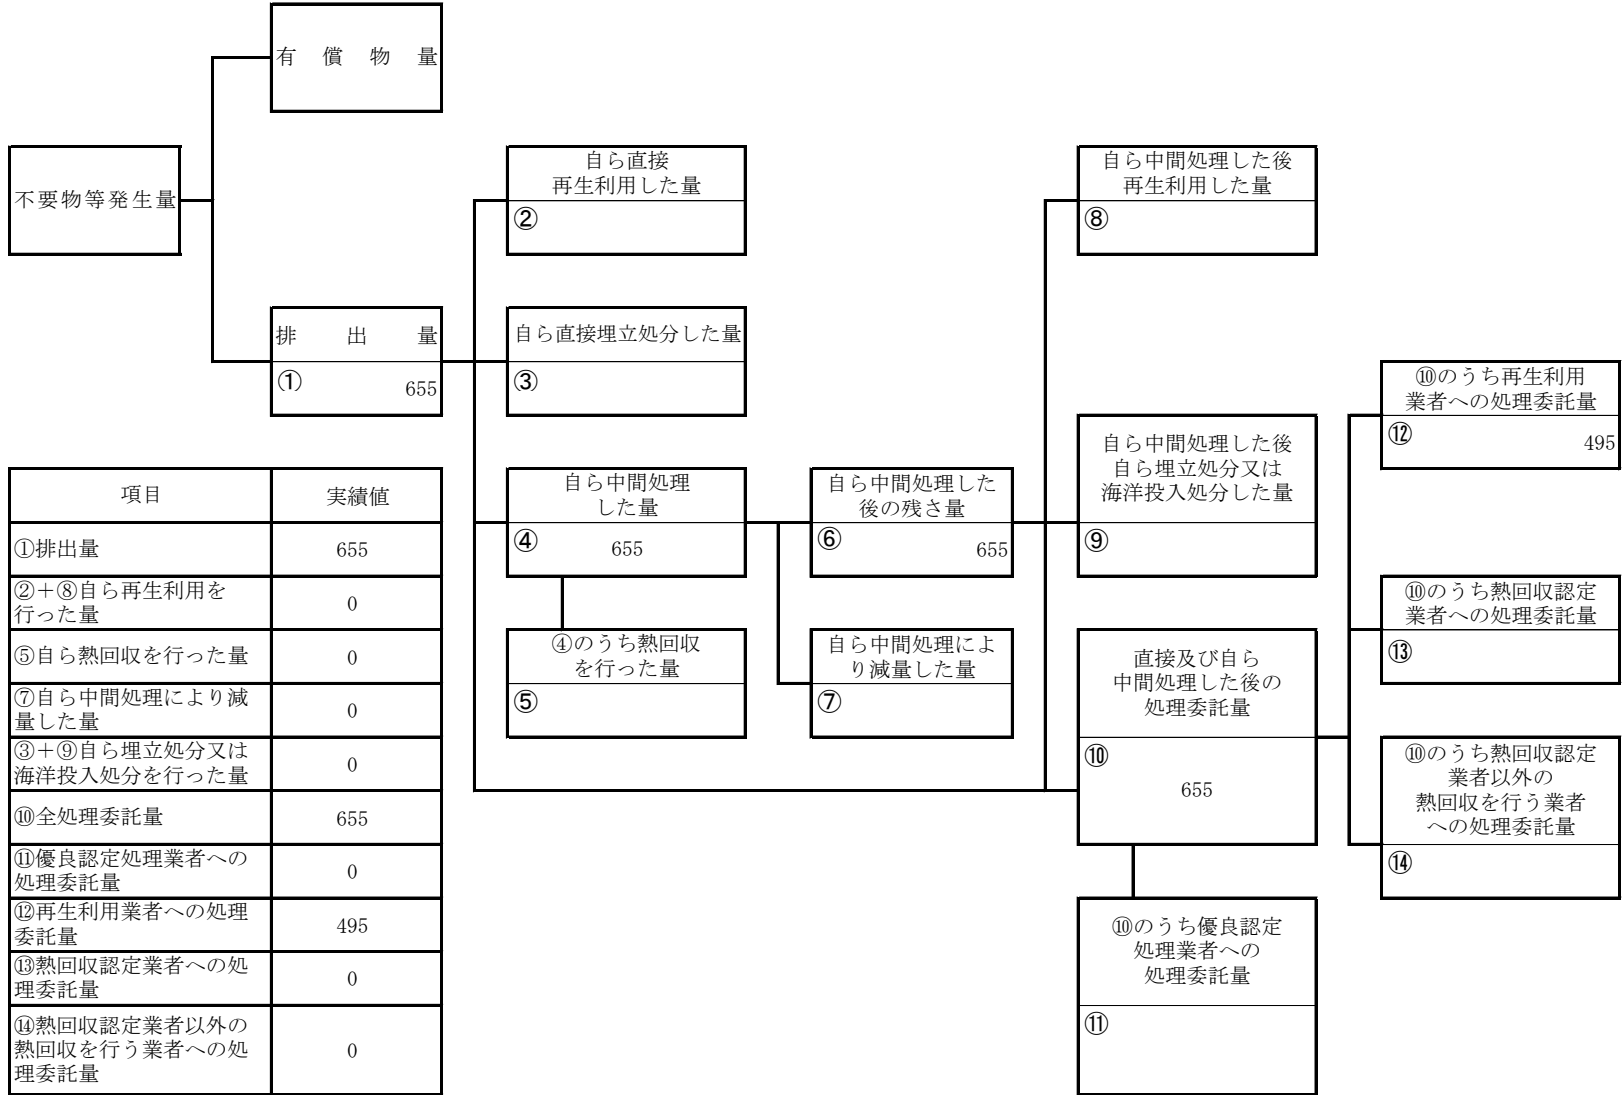 有償物量
不要物等発生量
排出量
①
655
自ら直接
再生利用した量
②
自ら直接埋立処分した量
③
自ら中間処理
した量
④
655
④のうち熱回収
を行った量
⑤
自ら中間処理した
後の残さ量
⑥
655
自ら中間処理によ
り減量した量
⑦
自ら中間処理した後
再生利用した量
⑧
自ら中間処理した後
自ら埋立処分又は
海洋投入処分した量
⑨
直接及び自ら
中間処理した後の
処理委託量
⑩
655
⑩のうち優良認定
処理業者への
処理委託量
⑪
⑩のうち再生利用
業者への処理委託量
⑫
495
⑩のうち熱回収認定
業者への処理委託量
⑬
⑩のうち熱回収認定
業者以外の
熱回収を行う業者
への処理委託量
⑭
項目
実績値
①排出量
655
②+⑧自ら再生利用を
行った量
0
⑤自ら熱回収を行った量
0
⑦自ら中間処理により減
量した量
0
③+⑨自ら埋立処分又は
海洋投入処分を行った量
0
⑩全処理委託量
655
⑪優良認定処理業者への
処理委託量
0
⑫再生利用業者への処理
委託量
495
⑬熱回収認定業者への処
理委託量
0
⑭熱回収認定業者以外の
熱回収を行う業者への処
理委託量
0